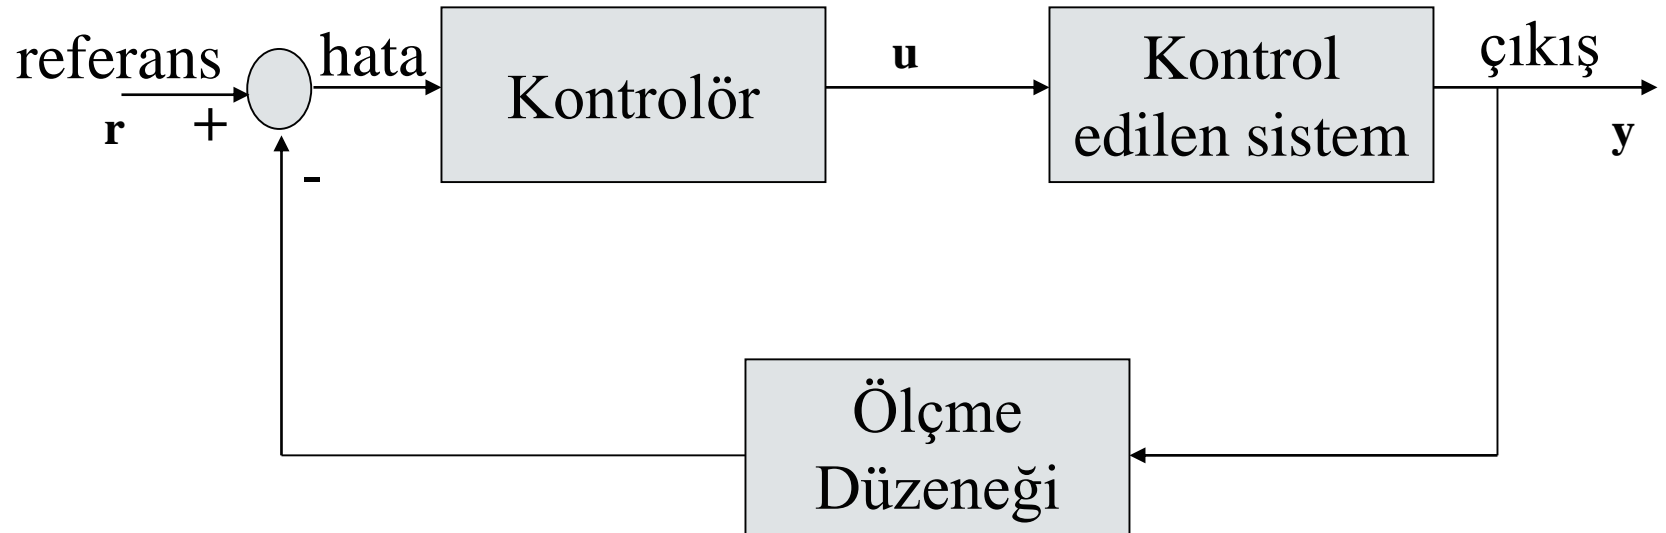 referans
r
+
-
hata
Kontrolör
u
Kontrol
edilen sistem
çıkış
y
Ölçme
Düzeneği